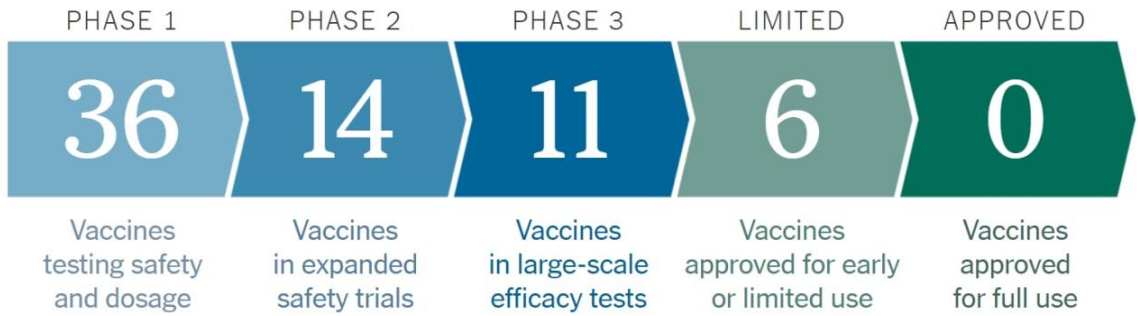 PHASE 1
PHASE 2
PHASE 3
LIMITED
APPROVED
36
14
11
6
0
Vaccines
testing safety
and dosage
Vaccines
in expanded
safety trials
Vaccines
in large-scale
efficacy tests
Vaccines
approved for early
or limited use
Vaccines
approved
for full use